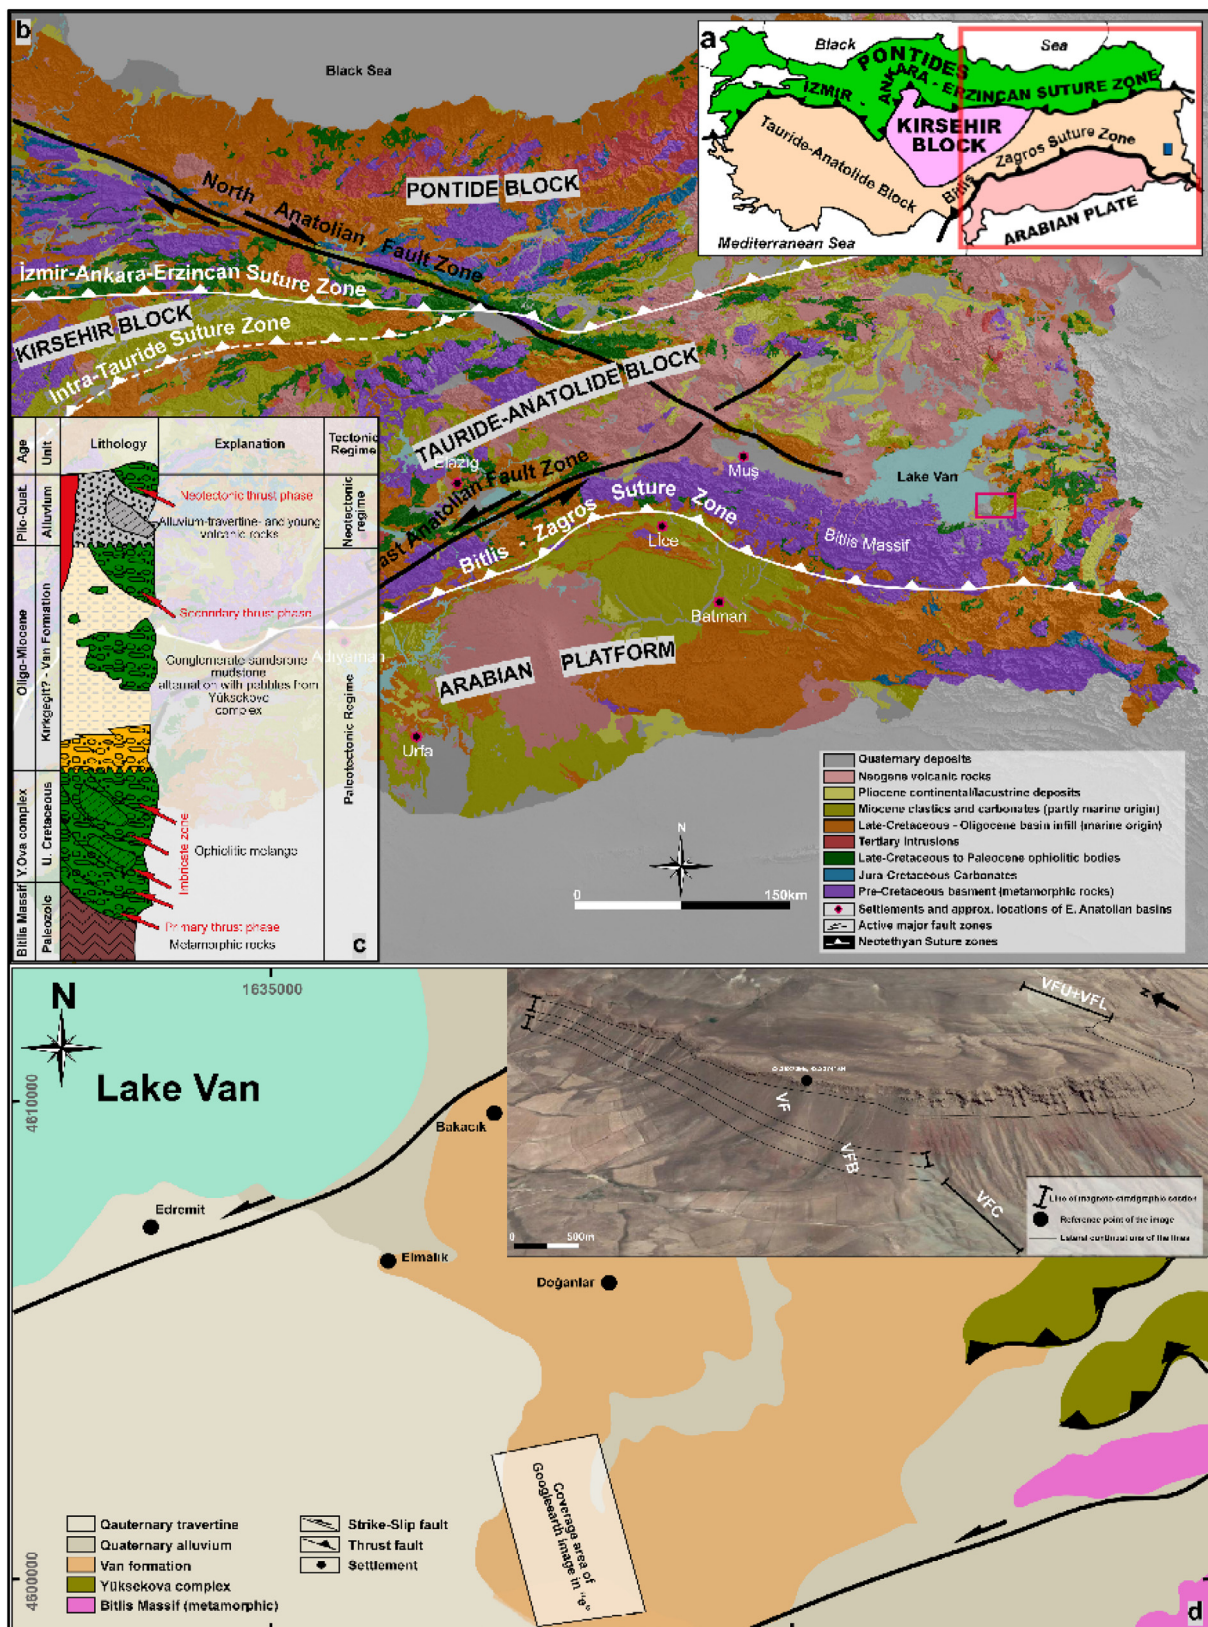 b
Black Sea
PONTIDE BLOCK
North Anatolian Fault Zone
İzmir-Ankara-Erzincan Suture Zone
KIRSEHIR BLOCK
Intra-Tauride Suture Zone
TAURIDE-ANATOLIDE BLOCK
Elazig
East Anatolian Fault Zone
Muş
Lake Van
Bitlis - Zagros Suture Zone
Lice
Bitlis Massif
Batman
Adiyaman
ARABIAN PLATFORM
Urfa
N
0 150km
a
Black Sea
PONTIDES
IZMIR - ANKARA - ERZINCAN SUTURE ZONE
KIRSEHIR
BLOCK
Tauride-Anatolide Block
Bitlis Zagros Suture Zone
ARABIAN PLATE
Mediterranean Sea
Quaternary deposits
Neogene volcanic rocks
Pliocene continental/lacustrine deposits
Miocene clastics and carbonates (partly marine origin)
Late-Cretaceous - Oligocene basin infill (marine origin)
Tertiary Intrusions
Late-Cretaceous to Paleocene ophiolitic bodies
Jura-Cretaceous Carbonates
Pre-Cretaceous basment (metamorphic rocks)
Settlements and approx. locations of E. Anatolian basins
Active major fault zones
Neotethyan Suture zones
Age
Unit
Lithology
Explanation
Tectonic
Regime
Plio-Quat.
Alluvium
Neotectonic thrust phase
Alluvium-travertine- and young
volcanic rocks
Neotectonic
regime
Oligo-Miocene
Kırkgeçit? - Van Formation
Secondary thrust phase
Conglomerate-sandsrone
mudstone
alternation with pebbles from
Yüksekova
complex
Paleotectonic Regime
Y.Ova complex
U. Cretaceous
Imbricate zone
Ophiolitic melange
Bitlis Massif
Paleozoic
Primary thrust phase
Metamorphic rocks
c
1635000
N
Lake Van
4610000
Bakacık
Edremit
Elmalık
Doğanlar
VFU+VFL
N
VF
VFB
VFC
0 500m
Line of magneto-stratigraphic section
Reference point of the image
Lateral continuations of the lines
Coverage area of
Googleearth image in "e"
4600000
Qauternary travertine
Quaternary alluvium
Van formation
Yüksekova complex
Bitlis Massif (metamorphic)
Strike-Slip fault
Thrust fault
Settlement
d